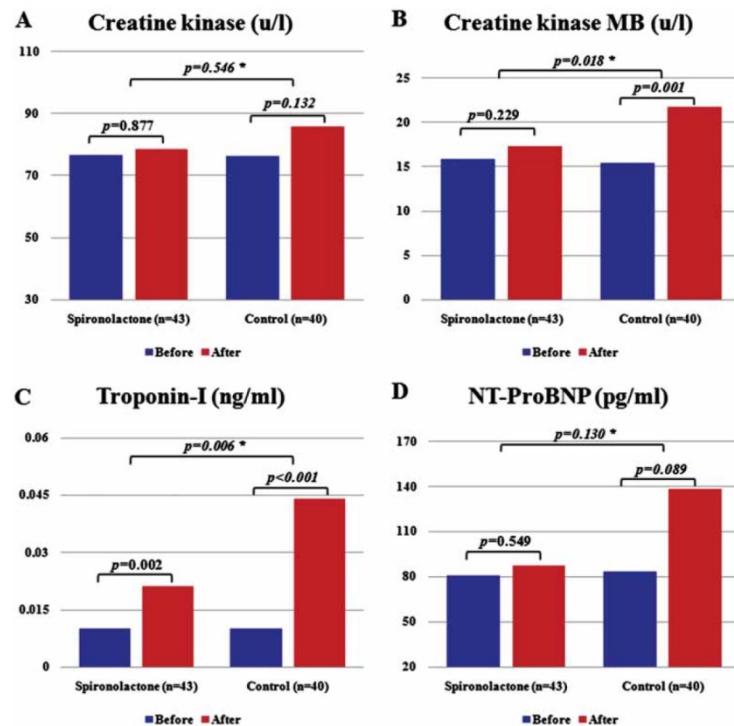 A Creatine kinase (u/l)
110
90
70
50
30
p=0.546 *
p=0.877
p=0.132
Spironolactone (n=43) Control (n=40)
Before After
B Creatine kinase MB (u/l)
25
20
15
10
5
0
p=0.018 *
p=0.229
p=0.001
Spironolactone (n=43) Control (n=40)
Before After
C Troponin-I (ng/ml)
0.06
0.045
0.03
0.015
0
p=0.006 *
p=0.002
p<0.001
Spironolactone (n=43) Control (n=40)
Before After
D NT-ProBNP (pg/ml)
170
140
110
80
50
20
p=0.130 *
p=0.549
p=0.089
Spironolactone (n=43) Control (n=40)
Before After